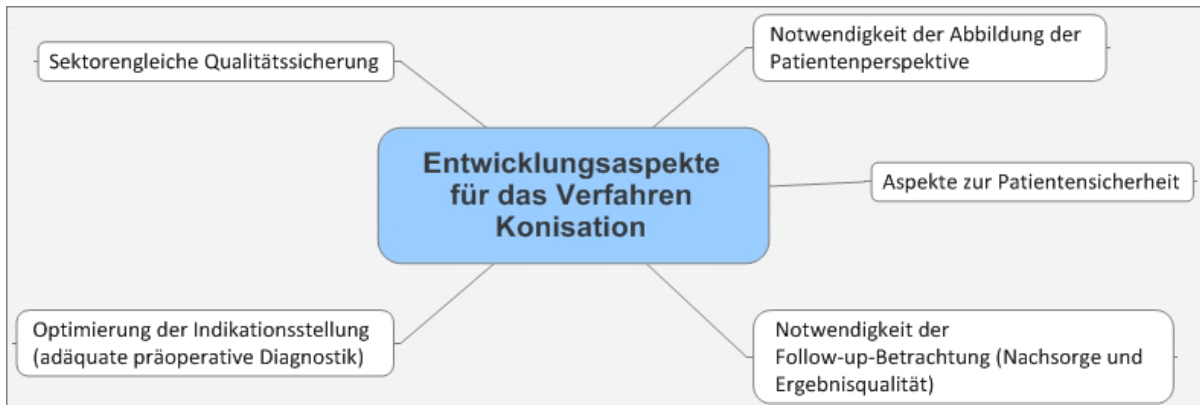 Sektorengleiche Qualitätssicherung
Notwendigkeit der Abbildung der
Patientenperspektive
Entwicklungsaspekte
für das Verfahren
Konisation
Aspekte zur Patientensicherheit
Optimierung der Indikationsstellung
(adäquate präoperative Diagnostik)
Notwendigkeit der
Follow-up-Betrachtung (Nachsorge und
Ergebnisqualität)